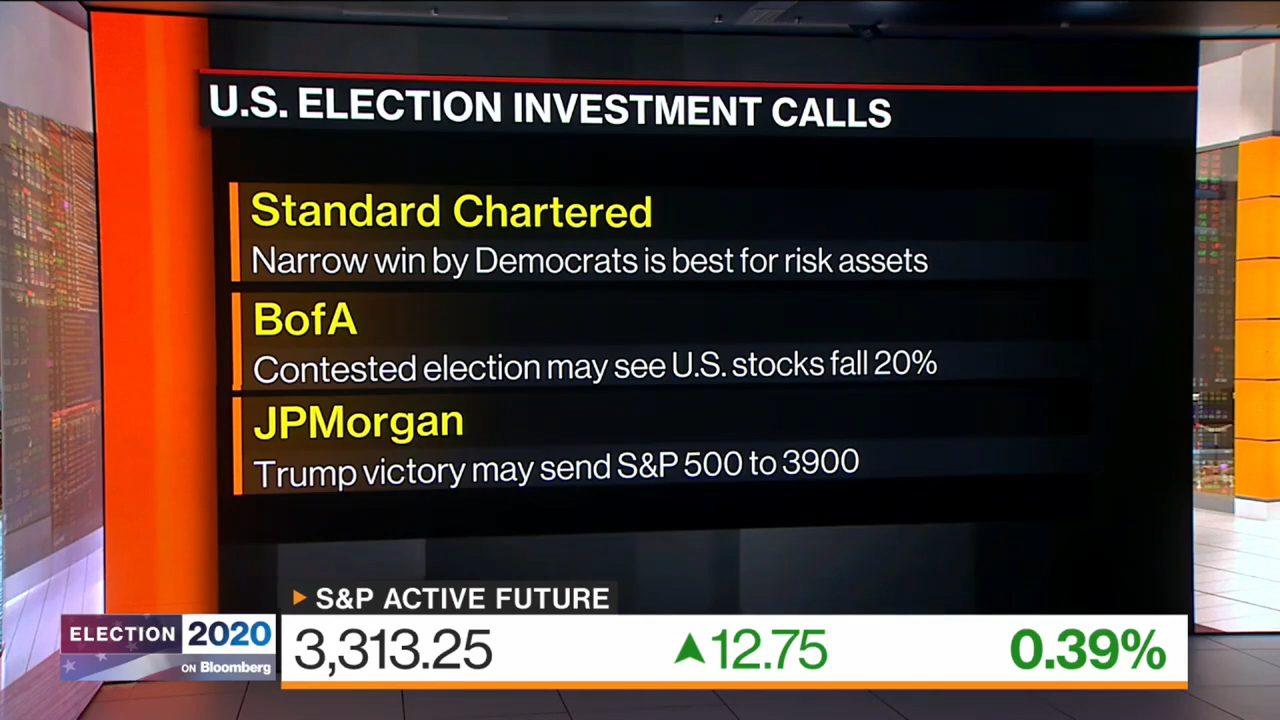 U.S. ELECTION INVESTMENT CALLS
Standard Chartered
Narrow win by Democrats is best for risk assets
BofA
Contested election may see U.S. stocks fall 20%
JPMorgan
Trump victory may send S&P 500 to 3900
S&P ACTIVE FUTURE
ELECTION 2020
ON Bloomberg
3,313.25 ▲12.75 0.39%